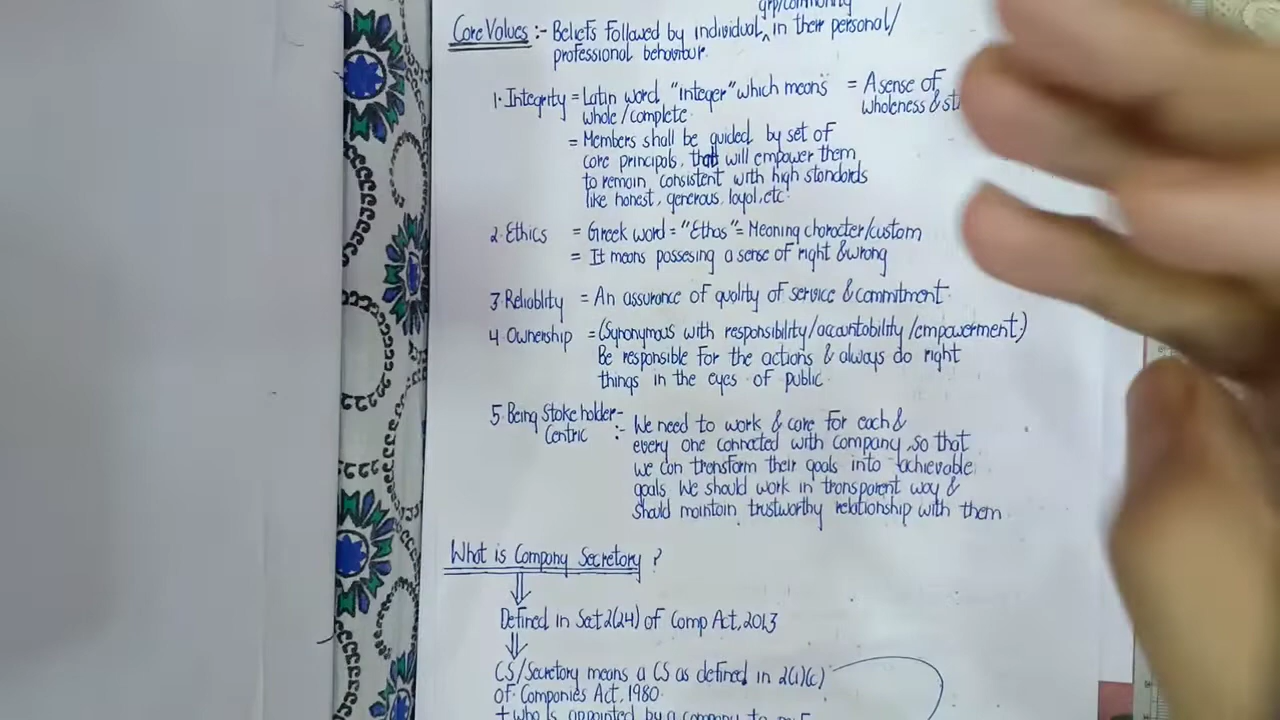 grp/community
Core Values :- Beliefs followed by individual ^ in their personal/
professional behaviour.
1. Integrity = Latin word "integer" which means = A sense of
whole/complete wholeness &
= Members shall be guided by set of
core principals, that will empower them
to remain consistent with high standards
like honest, generous, loyal, etc.
2. Ethics = Greek word = "Ethos" = Meaning character/custom
= It means possesing a sense of right & wrong
3. Reliablity = An assurance of quality of service & commitment.
4. Ownership = (Synonymous with responsibility/accountability/empowerment)
Be responsible for the actions & always do right
things in the eyes of public.
5. Being Stake holder- We need to work & care for each &
Centric :- every one connacted with company, so that
we can transform their goals into achievable
goals. We should work in transparent way &
should maintain trustworthy relationship with them
What is Company Secretary ?
Defined in Sec 2(24) of Comp Act, 2013
CS/Secretary means a CS as defined in 2(1)(c)
of Companies Act, 1980.
+ who is appointed by a company to